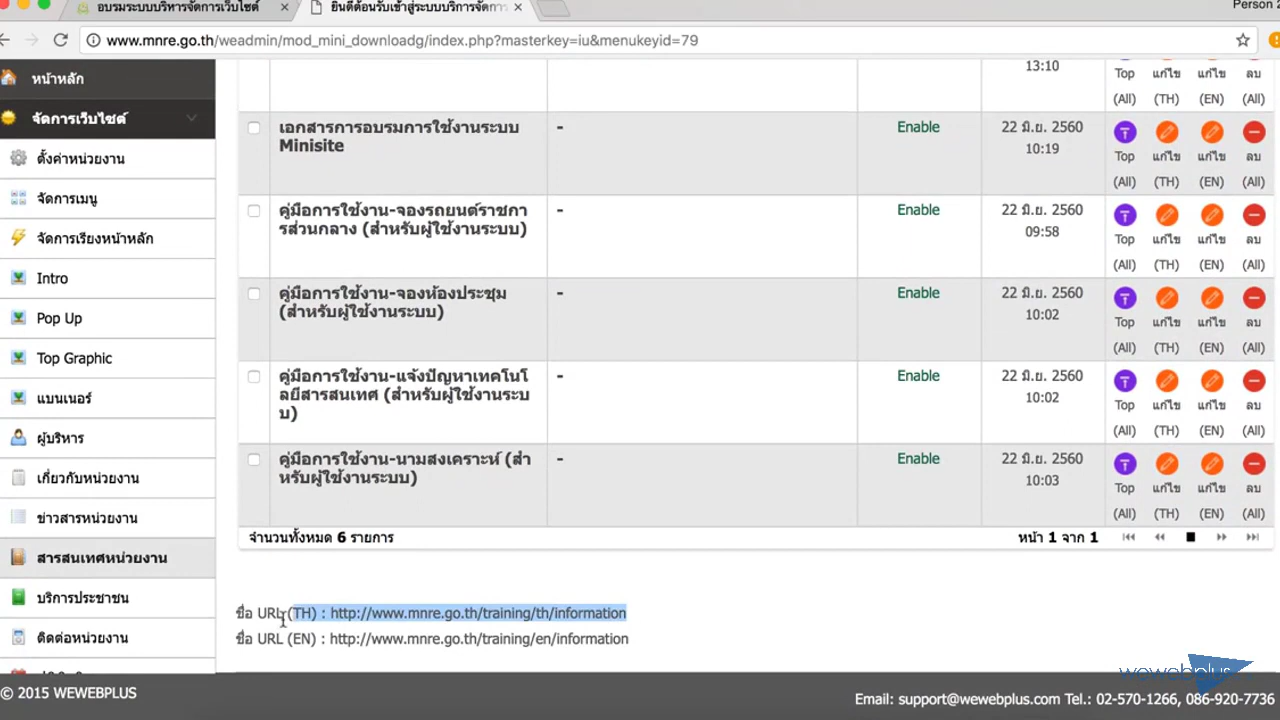 อบรมระบบบริหารจัดการเว็บไซต์
ยินดีต้อนรับเข้าสู่ระบบบริการจัดการ
Person 2
www.mnre.go.th/weadmin/mod_mini_downloadg/index.php?masterkey=iu&menukeyid=79
หน้าหลัก
จัดการเว็บไซต์
ตั้งค่าหน่วยงาน
จัดการเมนู
จัดการเรียงหน้าหลัก
Intro
Pop Up
Top Graphic
แบนเนอร์
ผู้บริหาร
เกี่ยวกับหน่วยงาน
ข่าวสารหน่วยงาน
สารสนเทศหน่วยงาน
บริการประชาชน
ติดต่อหน่วยงาน
13:10
Top แก้ไข แก้ไข ลบ
(All) (TH) (EN) (All)
เอกสารการอบรมการใช้งานระบบ - Enable 22 มิ.ย. 2560
Minisite 10:19
Top แก้ไข แก้ไข ลบ
(All) (TH) (EN) (All)
คู่มือการใช้งาน-จองรถยนต์ราชกา - Enable 22 มิ.ย. 2560
รส่วนกลาง (สำหรับผู้ใช้งานระบบ) 09:58
Top แก้ไข แก้ไข ลบ
(All) (TH) (EN) (All)
คู่มือการใช้งาน-จองห้องประชุม - Enable 22 มิ.ย. 2560
(สำหรับผู้ใช้งานระบบ) 10:02
Top แก้ไข แก้ไข ลบ
(All) (TH) (EN) (All)
คู่มือการใช้งาน-แจ้งปัญหาเทคโนโ - Enable 22 มิ.ย. 2560
ลยีสารสนเทศ (สำหรับผู้ใช้งานระบ 10:02
บ) Top แก้ไข แก้ไข ลบ
(All) (TH) (EN) (All)
คู่มือการใช้งาน-นามสงเคราะห์ (สำ - Enable 22 มิ.ย. 2560
หรับผู้ใช้งานระบบ) 10:03
Top แก้ไข แก้ไข ลบ
(All) (TH) (EN) (All)
จำนวนทั้งหมด 6 รายการ หน้า 1 จาก 1
ชื่อ URL (TH) : http://www.mnre.go.th/training/th/information
ชื่อ URL (EN) : http://www.mnre.go.th/training/en/information
wewebplus
© 2015 WEWEBPLUS
Email: support@wewebplus.com Tel.: 02-570-1266, 086-920-7736